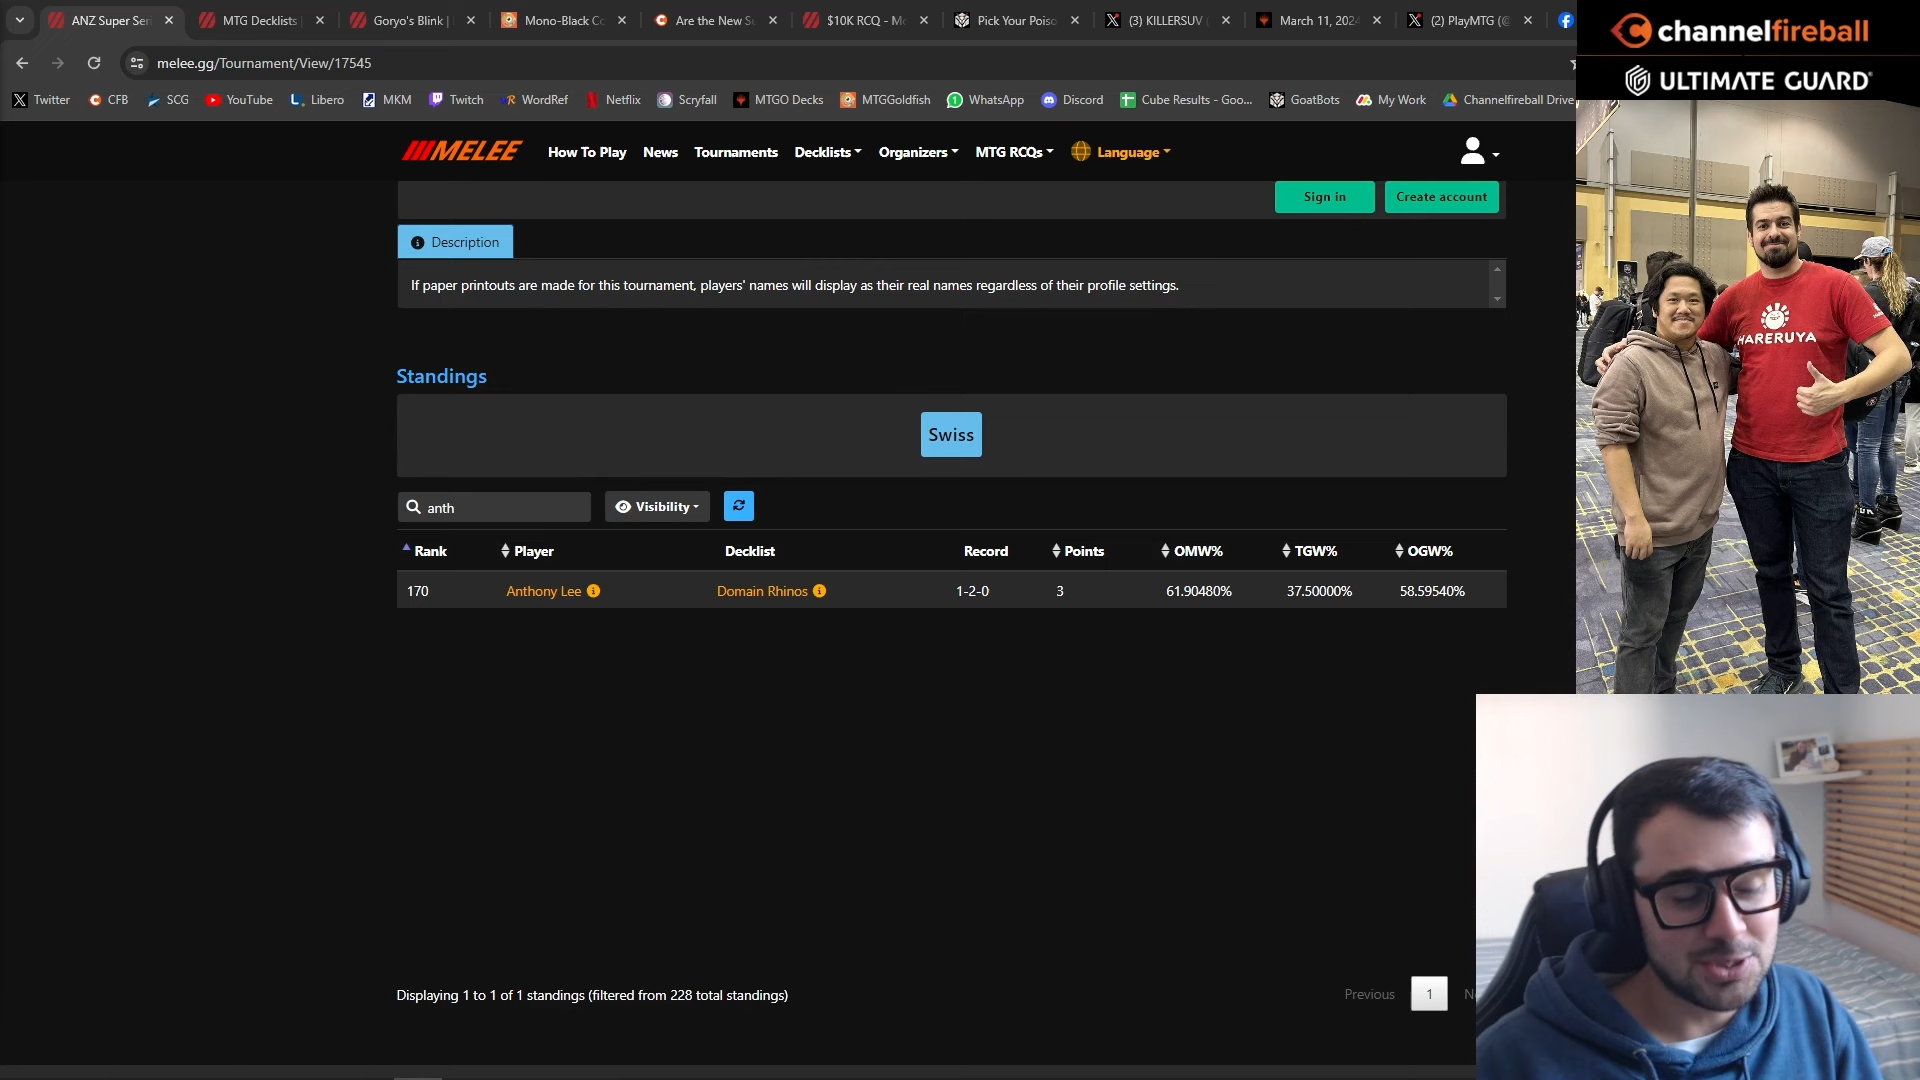 ANZ Super Seri
MTG Decklists
Goryo's Blink |
Mono-Black Co
Are the New Su
$10K RCQ - Mo
Pick Your Poiso
(3) KILLERSUV (
March 11, 2024
(2) PlayMTG (@
melee.gg/Tournament/View/17545
Twitter CFB SCG YouTube Libero MKM Twitch WordRef Netflix Scryfall MTGO Decks MTGGoldfish WhatsApp Discord Cube Results - Goo... GoatBots My Work Channelfireball Drive
channelfireball
ULTIMATE GUARD
MELEE How To Play News Tournaments Decklists Organizers MTG RCQs Language
Sign in Create account
Description
If paper printouts are made for this tournament, players' names will display as their real names regardless of their profile settings.
Standings
Swiss
anth Visibility
Rank Player Decklist Record Points OMW% TGW% OGW%
170 Anthony Lee Domain Rhinos 1-2-0 3 61.90480% 37.50000% 58.59540%
Displaying 1 to 1 of 1 standings (filtered from 228 total standings)
Previous 1
HARERUYA